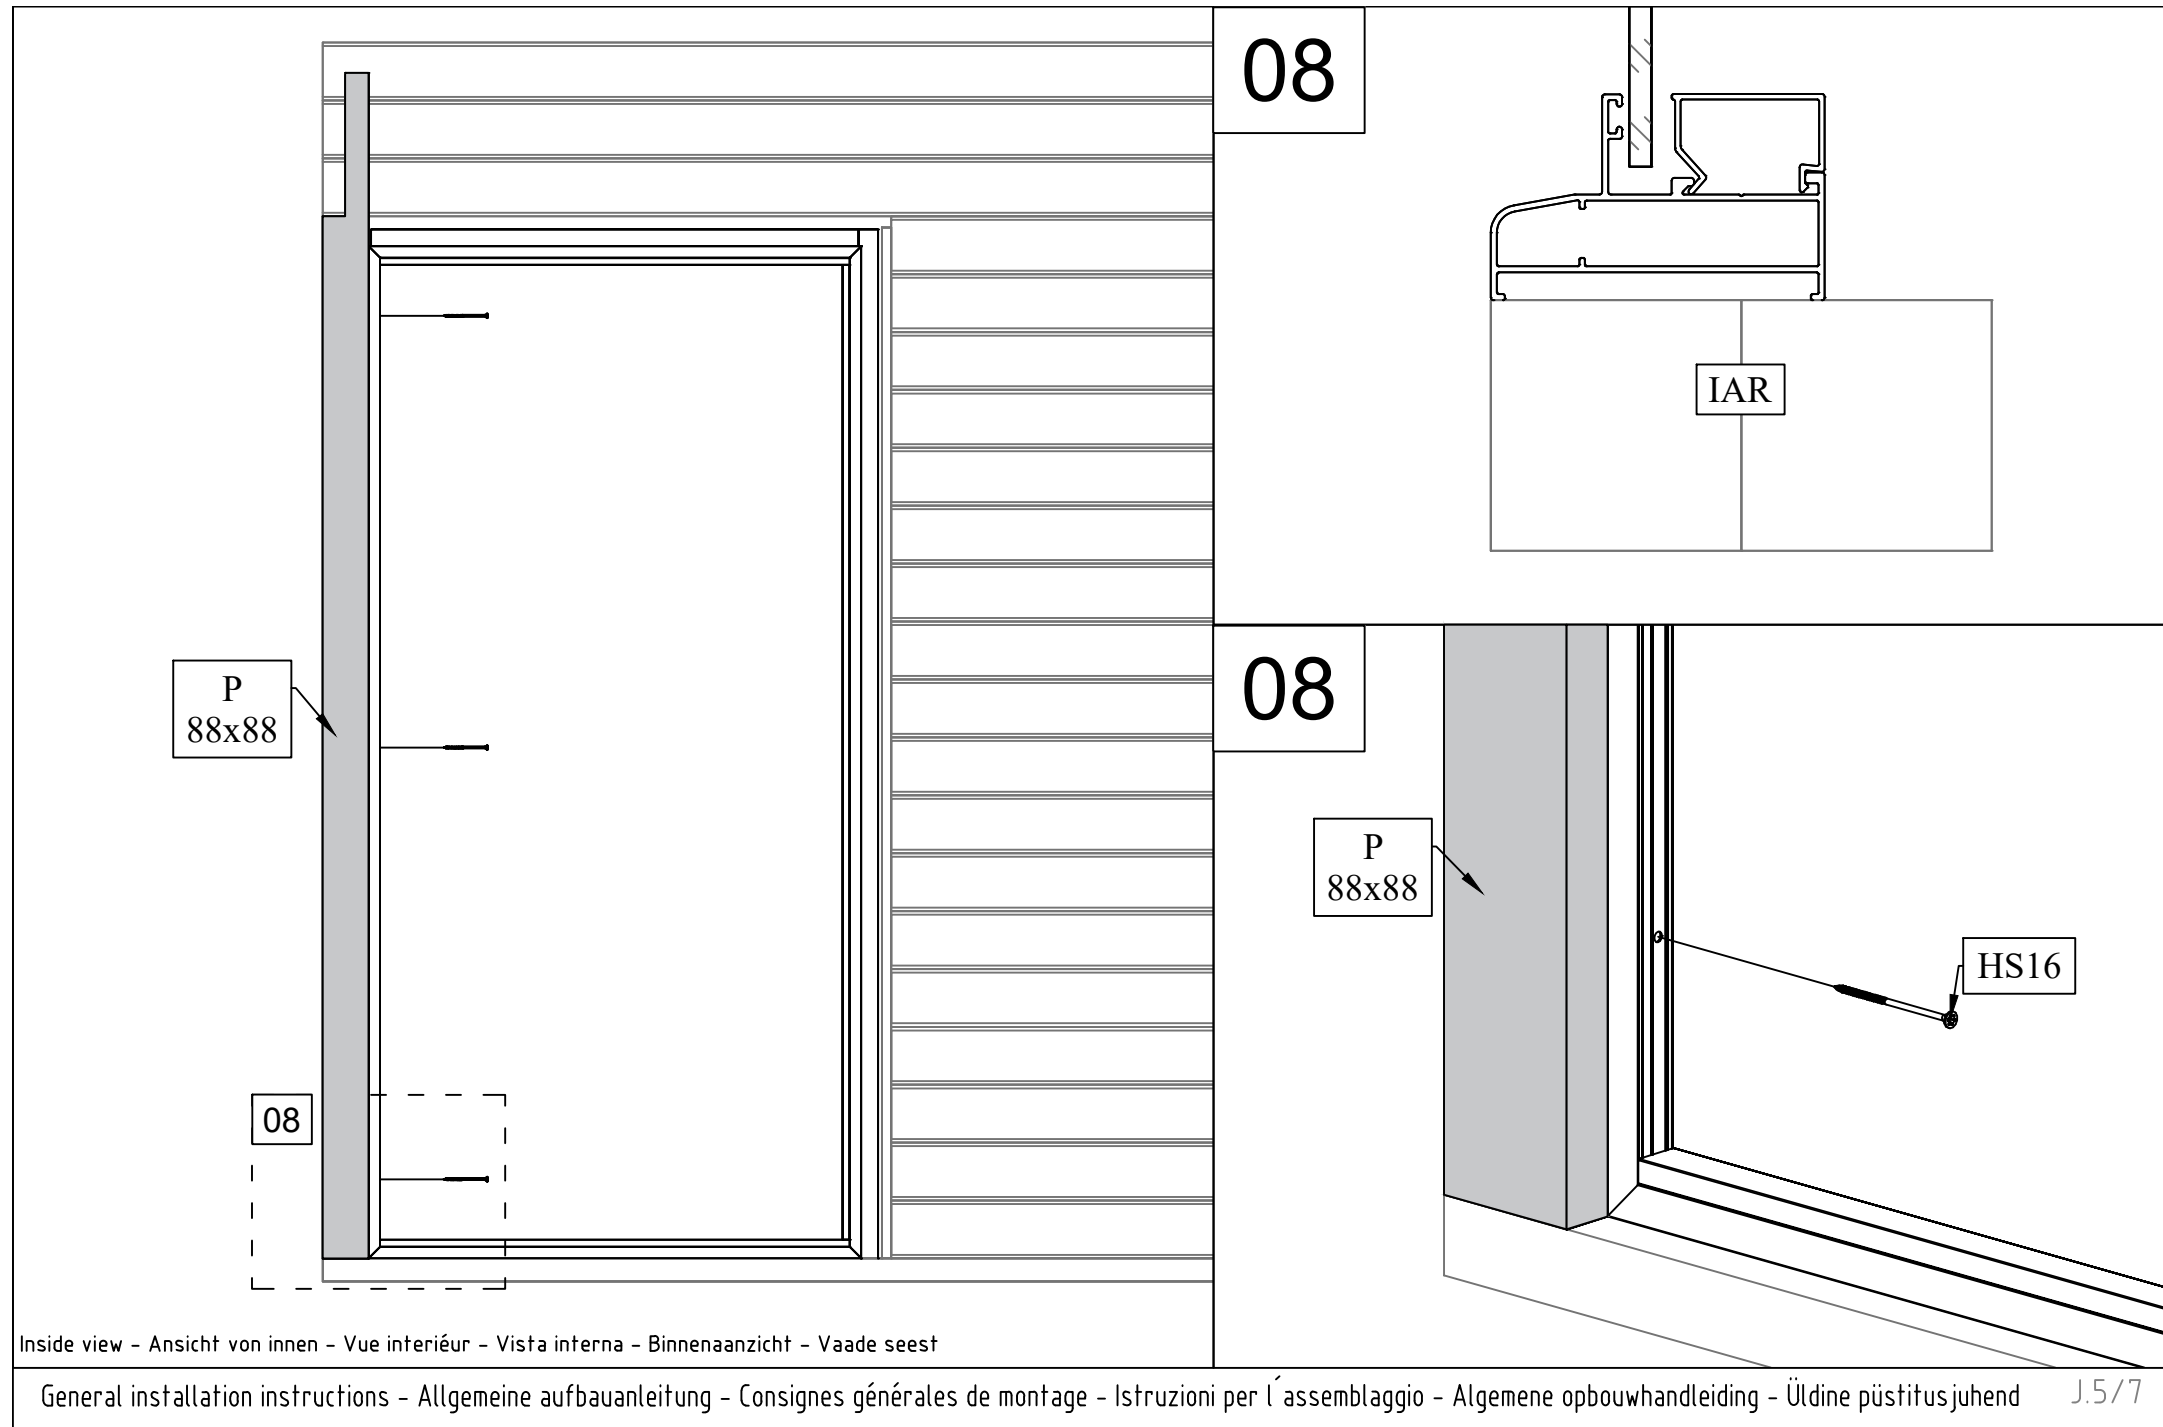 08
IAR
P
88x88
08
P
88x88
HS16
08
Inside view - Ansicht von innen - Vue interiéur - Vista interna - Binnenaanzicht - Vaade seest
General installation instructions - Allgemeine aufbauanleitung - Consignes générales de montage - Istruzioni per l´assemblaggio - Algemene opbouwhandleiding - Üldine püstitusjuhend J.5/7